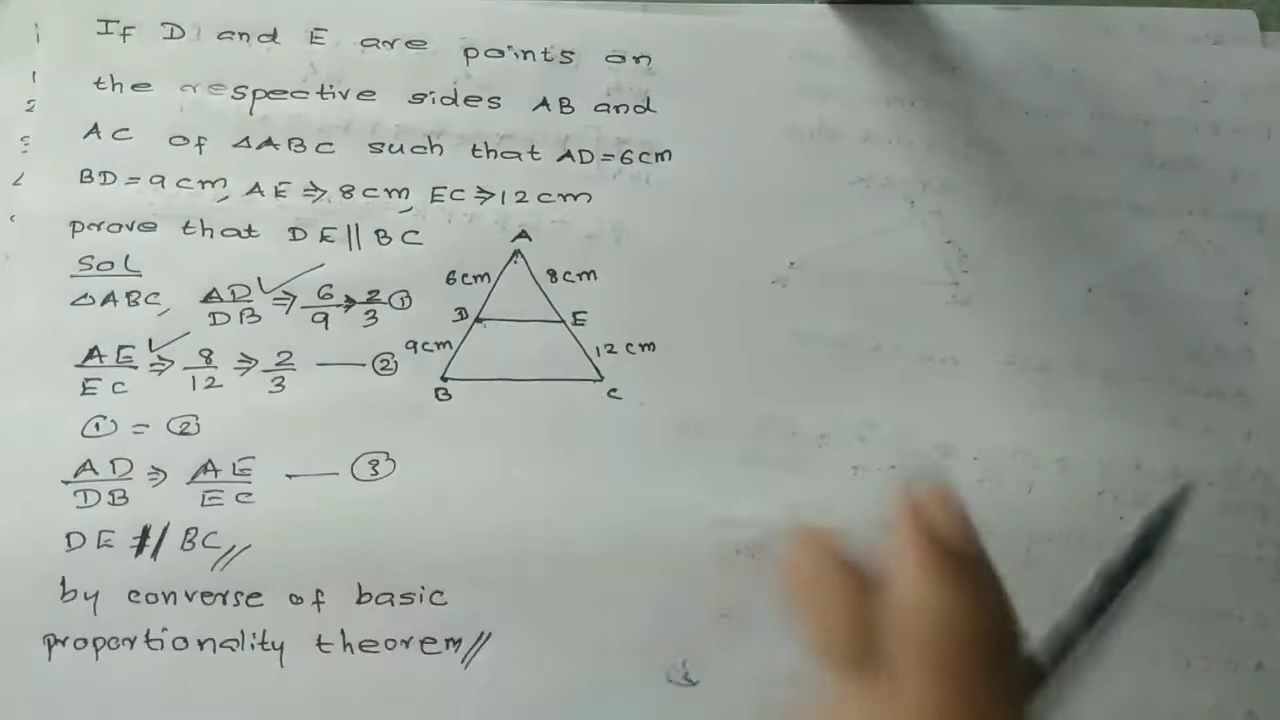 If D and E are points on
the respective sides AB and
AC of △ABC such that AD=6cm
BD=9cm, AE⇒8cm, EC⇒12cm
prove that DE||BC
SOL
△ABC, AD/DB ⇒ 6/9 ⇒ 2/3 ①
AE/EC ⇒ 8/12 ⇒ 2/3 — ②
① = ②
AD/DB ⇒ AE/EC — ③
DE // BC//
by converse of basic
proportionality theorem//
A
6cm 8cm
D E
9cm 12cm
B C